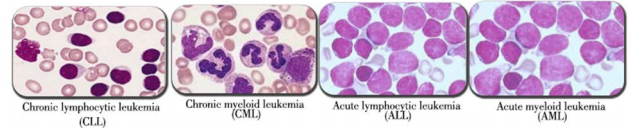 Chronic lymphocytic leukemia
(CLL)
Chronic myeloid leukemia
(CML)
Acute lymphocytic leukemia
(ALL)
Acute myeloid leukemia
(AML)